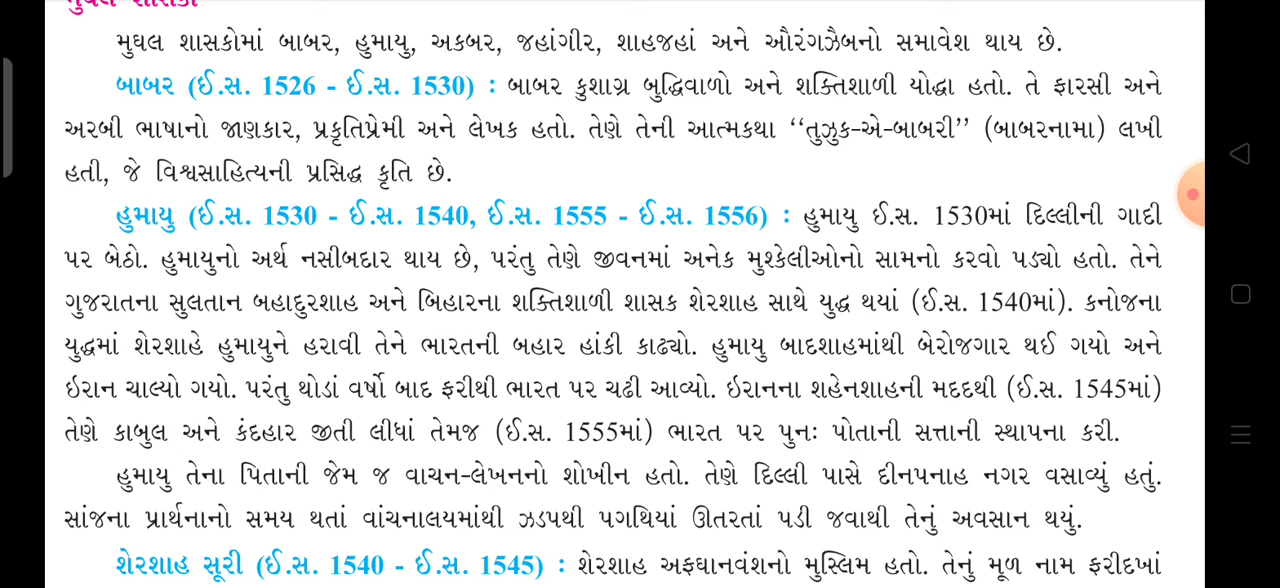 મુઘલ શાસકો
મુઘલ શાસકોમાં બાબર, હુમાયુ, અકબર, જહાંગીર, શાહજહાં અને ઔરંગઝૈબનો સમાવેશ થાય છે.
બાબર (ઈ.સ. 1526 - ઈ.સ. 1530) : બાબર કુશાગ્ર બુદ્ધિવાળો અને શક્તિશાળી યોદ્ધા હતો. તે ફારસી અને
અરબી ભાષાનો જાણકાર, પ્રકૃતિપ્રેમી અને લેખક હતો. તેણે તેની આત્મકથા “તુઝુક-એ-બાબરી” (બાબરનામા) લખી
હતી, જે વિશ્વસાહિત્યની પ્રસિદ્ધ કૃતિ છે.
હુમાયુ (ઈ.સ. 1530 - ઈ.સ. 1540, ઈ.સ. 1555 - ઈ.સ. 1556) : હુમાયુ ઈ.સ. 1530માં દિલ્લીની ગાદી
પર બેઠો. હુમાયુનો અર્થ નસીબદાર થાય છે, પરંતુ તેણે જીવનમાં અનેક મુશ્કેલીઓનો સામનો કરવો પડ્યો હતો. તેને
ગુજરાતના સુલતાન બહાદુરશાહ અને બિહારના શક્તિશાળી શાસક શેરશાહ સાથે યુદ્ધ થયાં (ઈ.સ. 1540માં). કનોજના
યુદ્ધમાં શેરશાહે હુમાયુને હરાવી તેને ભારતની બહાર હાંકી કાઢ્યો. હુમાયુ બાદશાહમાંથી બેરોજગાર થઈ ગયો અને
ઇરાન ચાલ્યો ગયો. પરંતુ થોડાં વર્ષો બાદ ફરીથી ભારત પર ચઢી આવ્યો. ઇરાનના શહેનશાહની મદદથી (ઈ.સ. 1545માં)
તેણે કાબુલ અને કંદહાર જીતી લીધાં તેમજ (ઈ.સ. 1555માં) ભારત પર પુનઃ પોતાની સત્તાની સ્થાપના કરી.
હુમાયુ તેના પિતાની જેમ જ વાચન-લેખનનો શોખીન હતો. તેણે દિલ્લી પાસે દીનપનાહ નગર વસાવ્યું હતું.
સાંજના પ્રાર્થનાનો સમય થતાં વાંચનાલયમાંથી ઝડપથી પગથિયાં ઊતરતાં પડી જવાથી તેનું અવસાન થયું.
શેરશાહ સૂરી (ઈ.સ. 1540 - ઈ.સ. 1545) : શેરશાહ અફઘાનવંશનો મુસ્લિમ હતો. તેનું મૂળ નામ ફરીદખાં